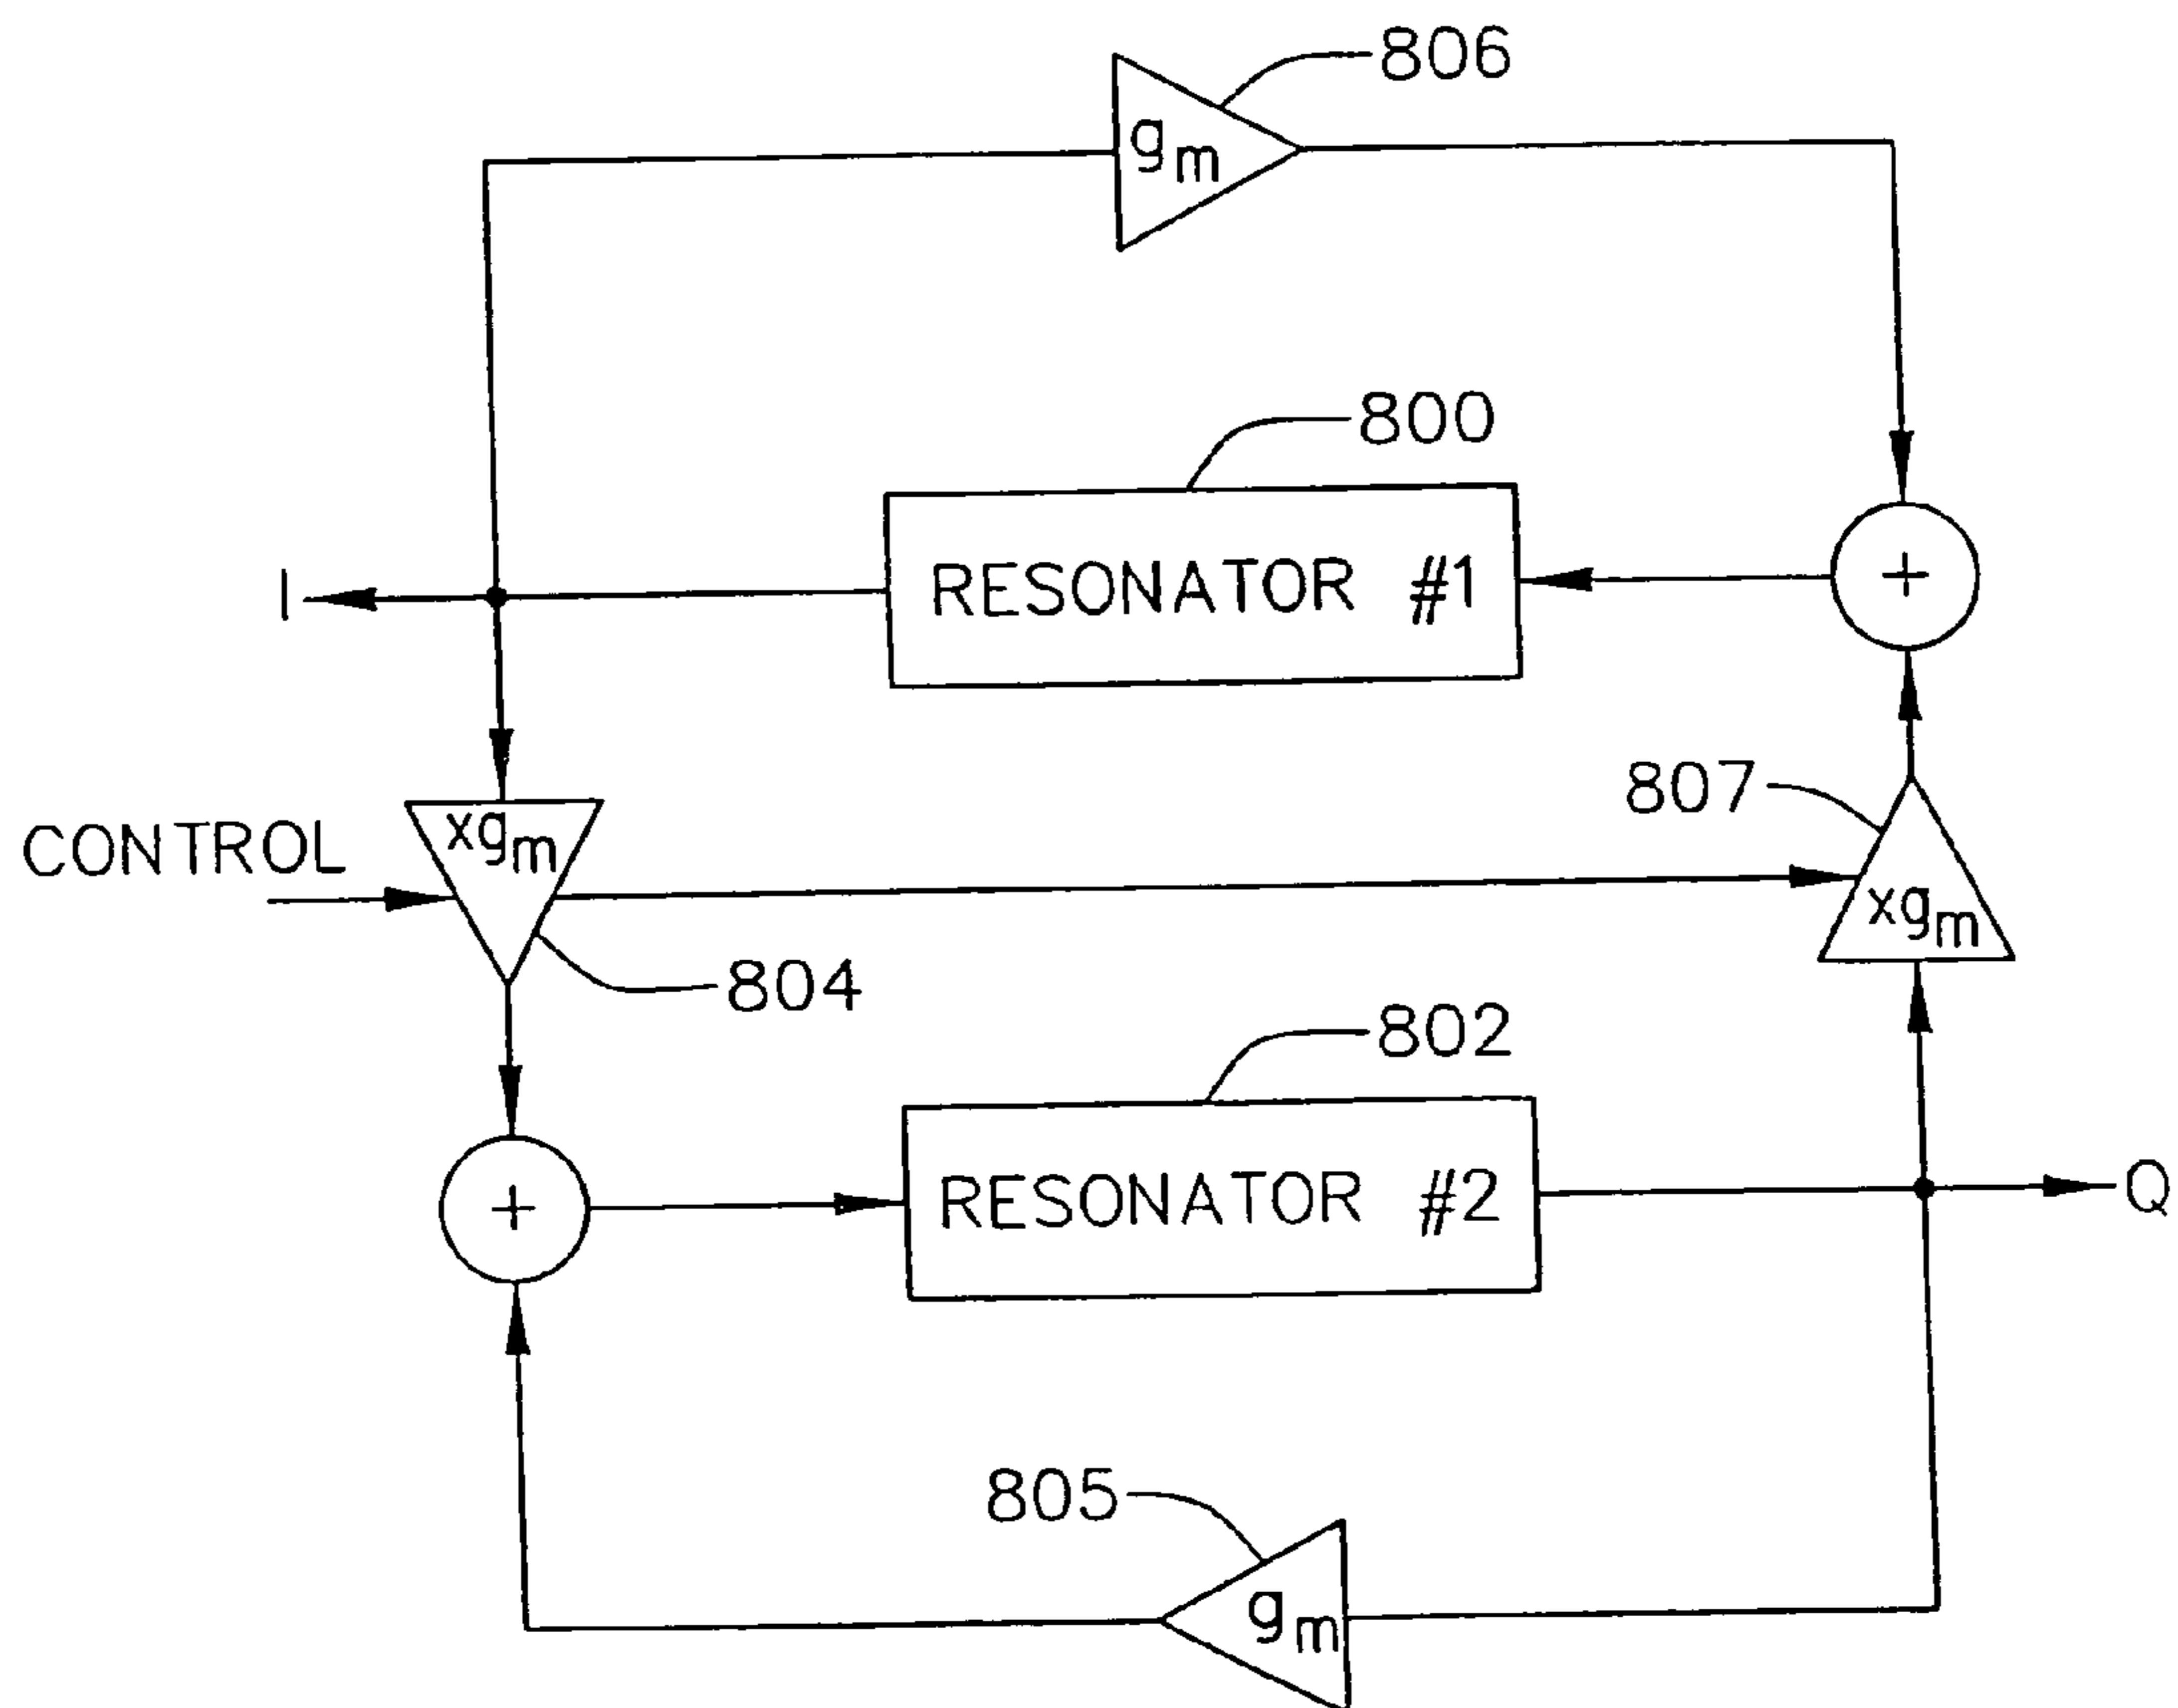 806
gm
800
RESONATOR #1
I
807
xgm
CONTROL
xgm
804
802
RESONATOR #2
Q
805
gm